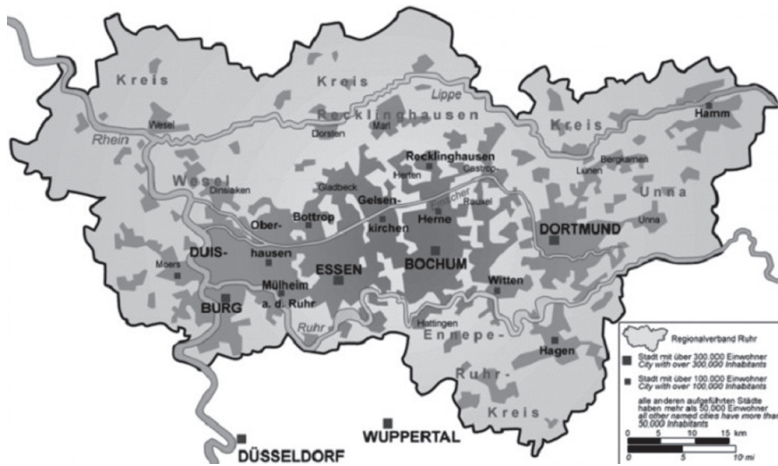 Kreis
Kreis
Recklinghausen
Lippe
Kreis
Hamm
Rhein
Wesel
Dorsten
Marl
Recklinghausen
Castrop-
Rauxel
Herten
Lünen
Bergkamen
Unna
Unna
Wesel
Dinslaken
Gladbeck
Gelsen-
kirchen
Emscher
Herne
Ober-
hausen
Bottrop
DUIS-
BURG
Moers
ESSEN
BOCHUM
DORTMUND
Mülheim
a. d. Ruhr
Witten
Ruhr
Hattingen
Ennepe-
Ruhr-
Kreis
Hagen
DÜSSELDORF
WUPPERTAL
Regionalverband Ruhr
Stadt mit über 300.000 Einwohner
City with over 300,000 Inhabitants
Stadt mit über 100.000 Einwohner
City with over 100,000 Inhabitants
alle anderen aufgeführten Städte
haben mehr als 50.000 Einwohner
all other named cities have more than
50,000 Inhabitants
0 5 10 15 km
0 5 10 mi